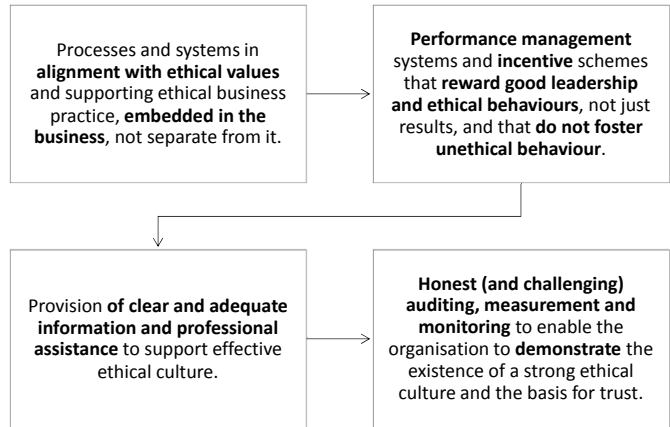 Processes and systems in
alignment with ethical values
and supporting ethical business
practice, embedded in the
business, not separate from it.
Performance management
systems and incentive schemes
that reward good leadership
and ethical behaviours, not just
results, and that do not foster
unethical behaviour.
Provision of clear and adequate
information and professional
assistance to support effective
ethical culture.
Honest (and challenging)
auditing, measurement and
monitoring to enable the
organisation to demonstrate the
existence of a strong ethical
culture and the basis for trust.